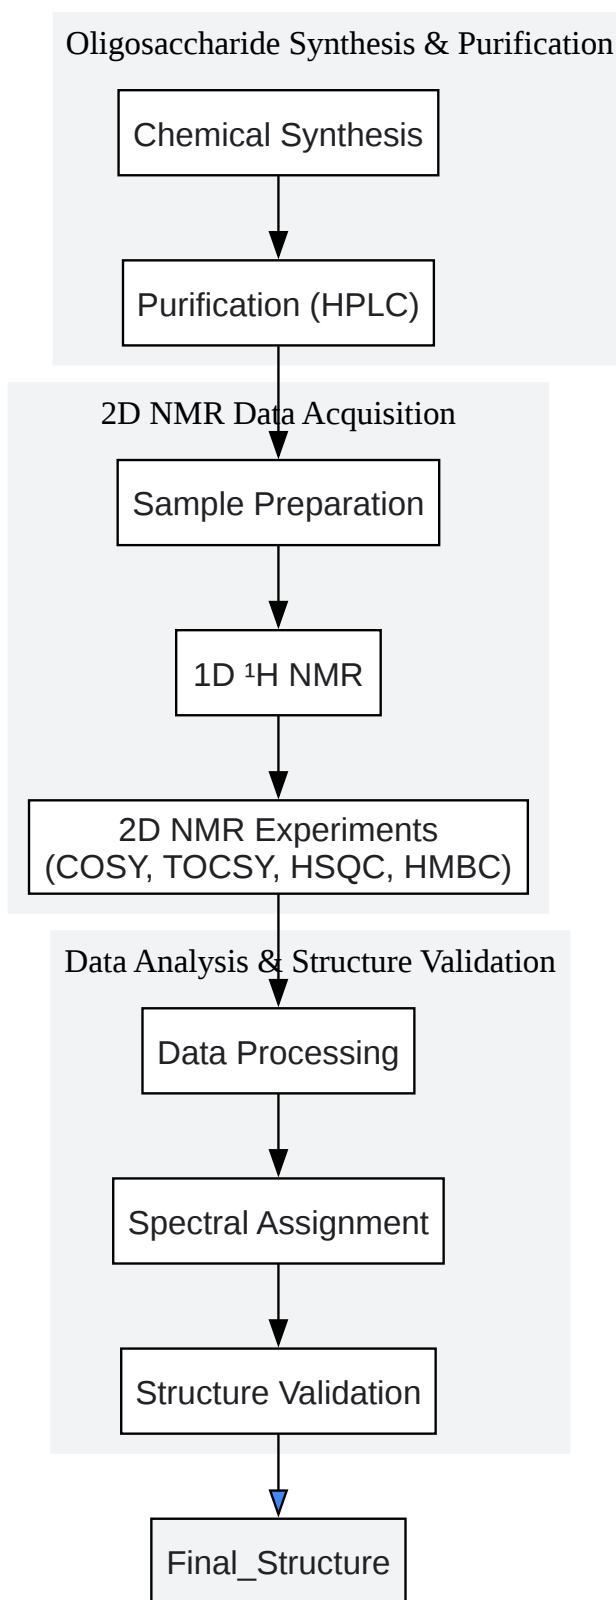 Oligosaccharide Synthesis & Purification
Chemical Synthesis
Purification (HPLC)
2D NMR Data Acquisition
Sample Preparation
1D ¹H NMR
2D NMR Experiments
(COSY, TOCSY, HSQC, HMBC)
Data Analysis & Structure Validation
Data Processing
Spectral Assignment
Structure Validation
Final_Structure